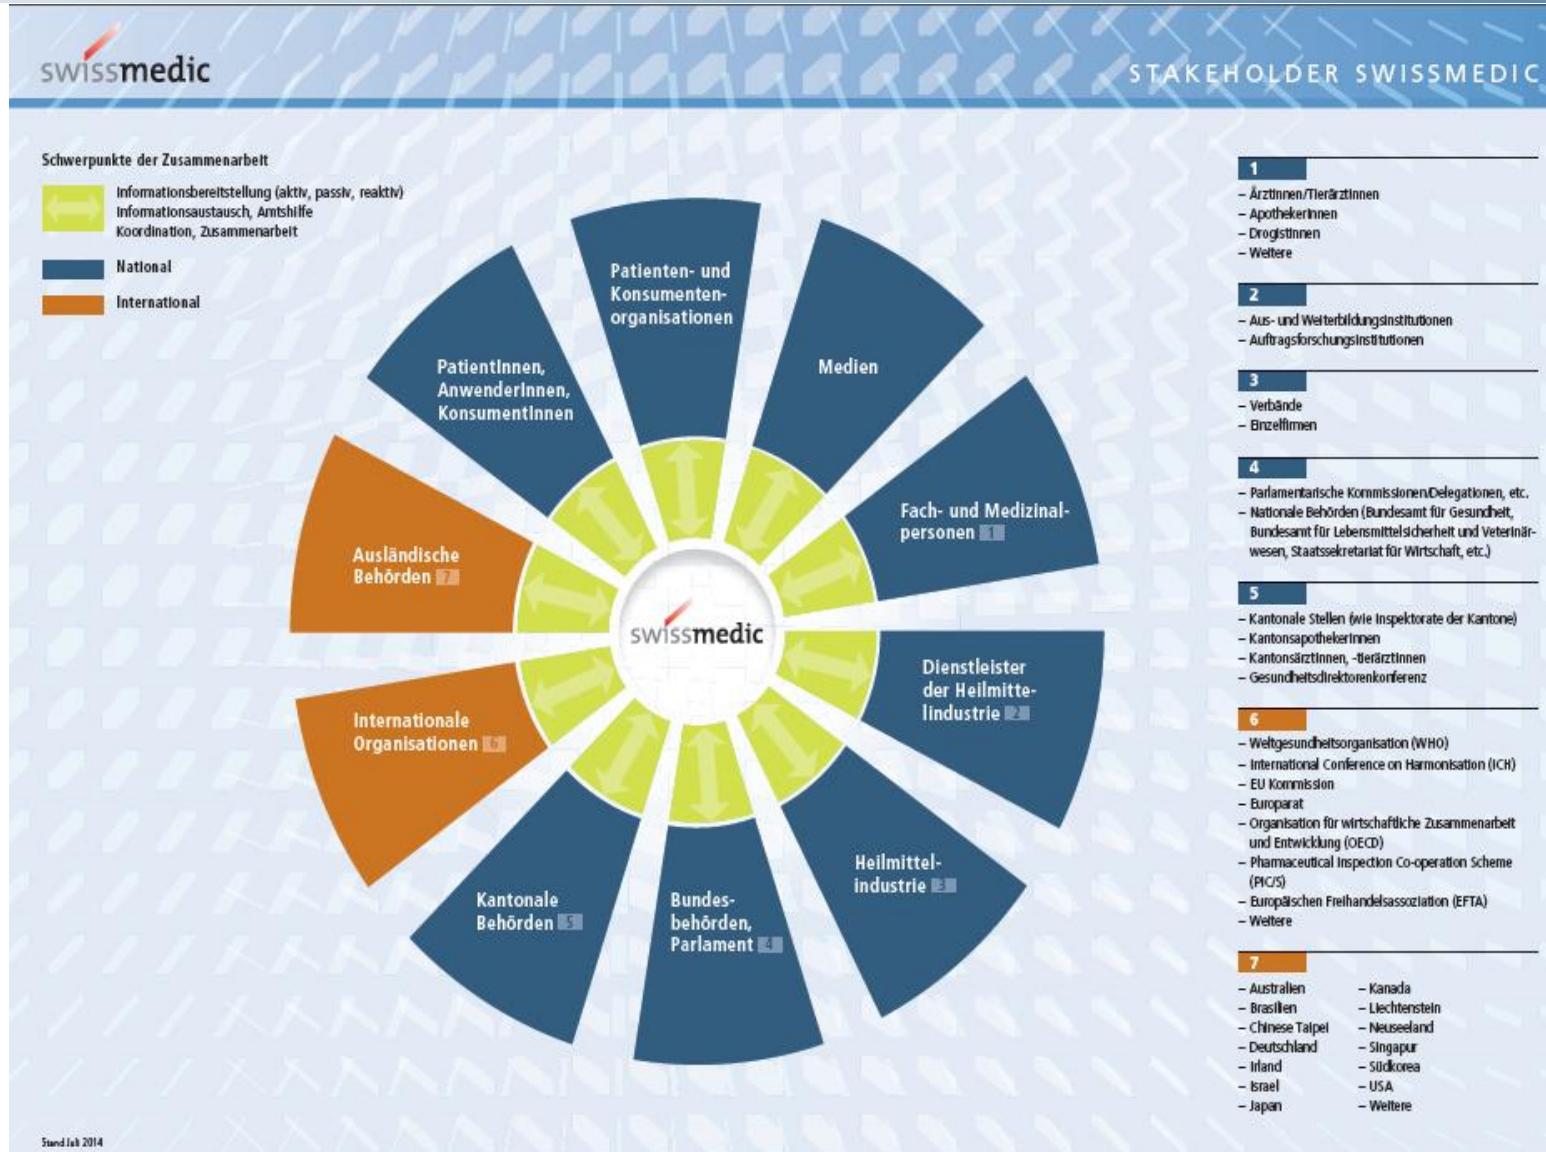 swissmedic
STAKEHOLDER SWISSMEDIC
Schwerpunkte der Zusammenarbeit
Informationsbereitstellung (aktiv, passiv, reaktiv)
Informationsaustausch, Amtshilfe
Koordination, Zusammenarbeit
National
International
Patienten- und
Konsumenten-
organisationen
Medien
Fach- und Medizinal-
personen 1
Dienstleister
der Heilmitte-
lindustrie 2
Heilmittel-
industrie 3
Bundes-
behörden,
Parlament 4
Kantonale
Behörden 5
Internationale
Organisationen 6
Ausländische
Behörden 7
PatientInnen,
AnwenderInnen,
KonsumentInnen
swissmedic
1
– ÄrztInnen/TierärztInnen
– ApothekerInnen
– DrogistInnen
– Weitere
2
– Aus- und Weiterbildungsinstitutionen
– Auftragsforschungsinstitutionen
3
– Verbände
– Einzelfirmen
4
– Parlamentarische Kommissionen/Delegationen, etc.
– Nationale Behörden (Bundesamt für Gesundheit,
Bundesamt für Lebensmittelsicherheit und Veterinär-
wesen, Staatssekretariat für Wirtschaft, etc.)
5
– Kantonale Stellen (wie Inspektorate der Kantone)
– KantonsapothekerInnen
– KantonsärztInnen, -tierärztInnen
– Gesundheitsdirektorenkonferenz
6
– Weltgesundheitsorganisation (WHO)
– International Conference on Harmonisation (ICH)
– EU Kommission
– Europarat
– Organisation für wirtschaftliche Zusammenarbeit
und Entwicklung (OECD)
– Pharmaceutical Inspection Co-operation Scheme
(PIC/S)
– Europäischen Freihandelsassoziation (EFTA)
– Weitere
7
– Australien
– Brasilien
– Chinese Taipei
– Deutschland
– Irland
– Israel
– Japan
– Kanada
– Liechtenstein
– Neuseeland
– Singapur
– Südkorea
– USA
– Weitere
Stand Juli 2014